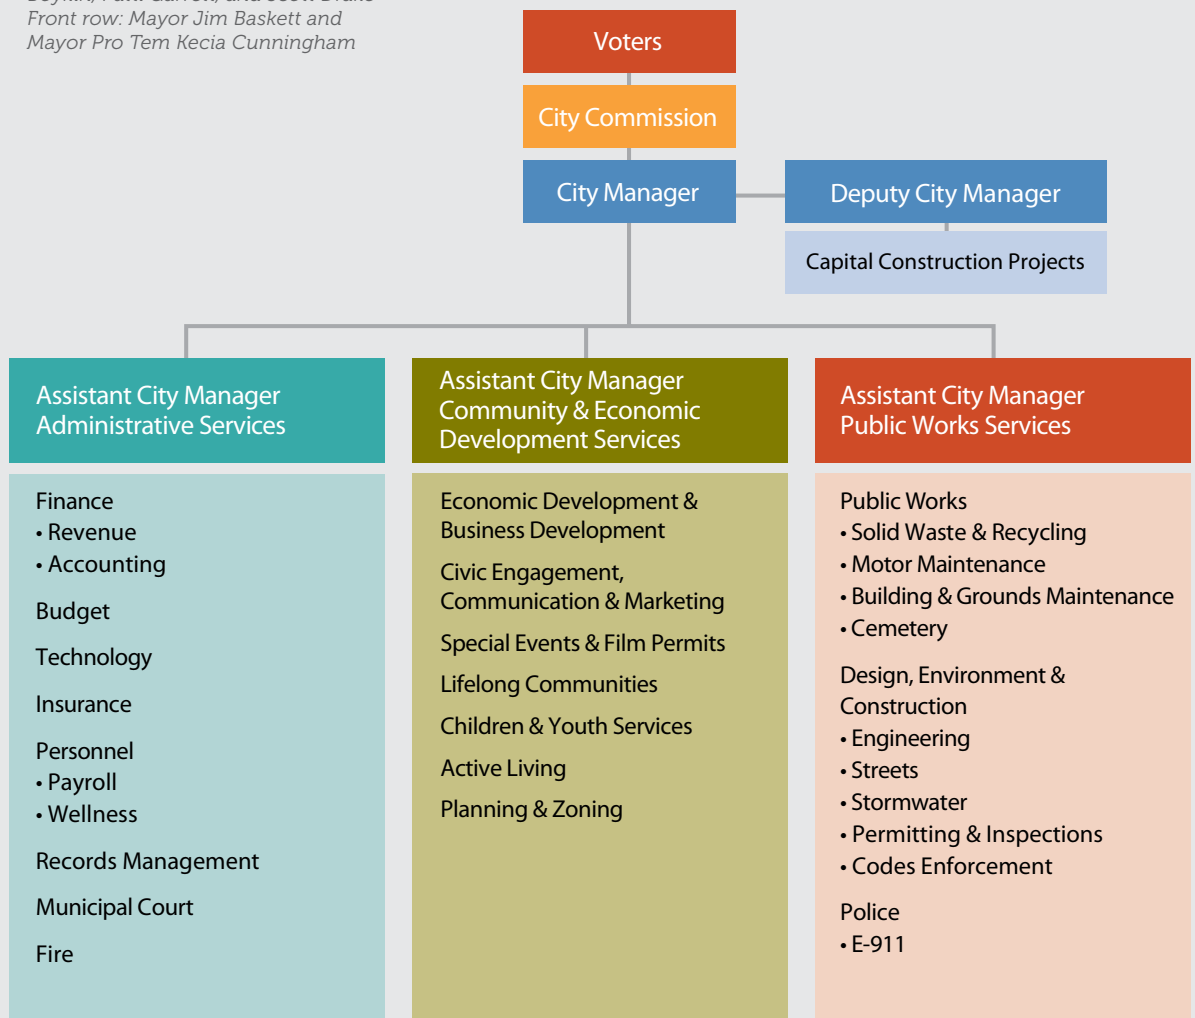 Front row: Mayor Jim Baskett and
Mayor Pro Tem Kecia Cunningham
Voters
City Commission
City Manager
Deputy City Manager
Capital Construction Projects
Assistant City Manager
Administrative Services
Finance
• Revenue
• Accounting
Budget
Technology
Insurance
Personnel
• Payroll
• Wellness
Records Management
Municipal Court
Fire
Assistant City Manager
Community & Economic
Development Services
Economic Development &
Business Development
Civic Engagement,
Communication & Marketing
Special Events & Film Permits
Lifelong Communities
Children & Youth Services
Active Living
Planning & Zoning
Assistant City Manager
Public Works Services
Public Works
• Solid Waste & Recycling
• Motor Maintenance
• Building & Grounds Maintenance
• Cemetery
Design, Environment &
Construction
• Engineering
• Streets
• Stormwater
• Permitting & Inspections
• Codes Enforcement
Police
• E-911